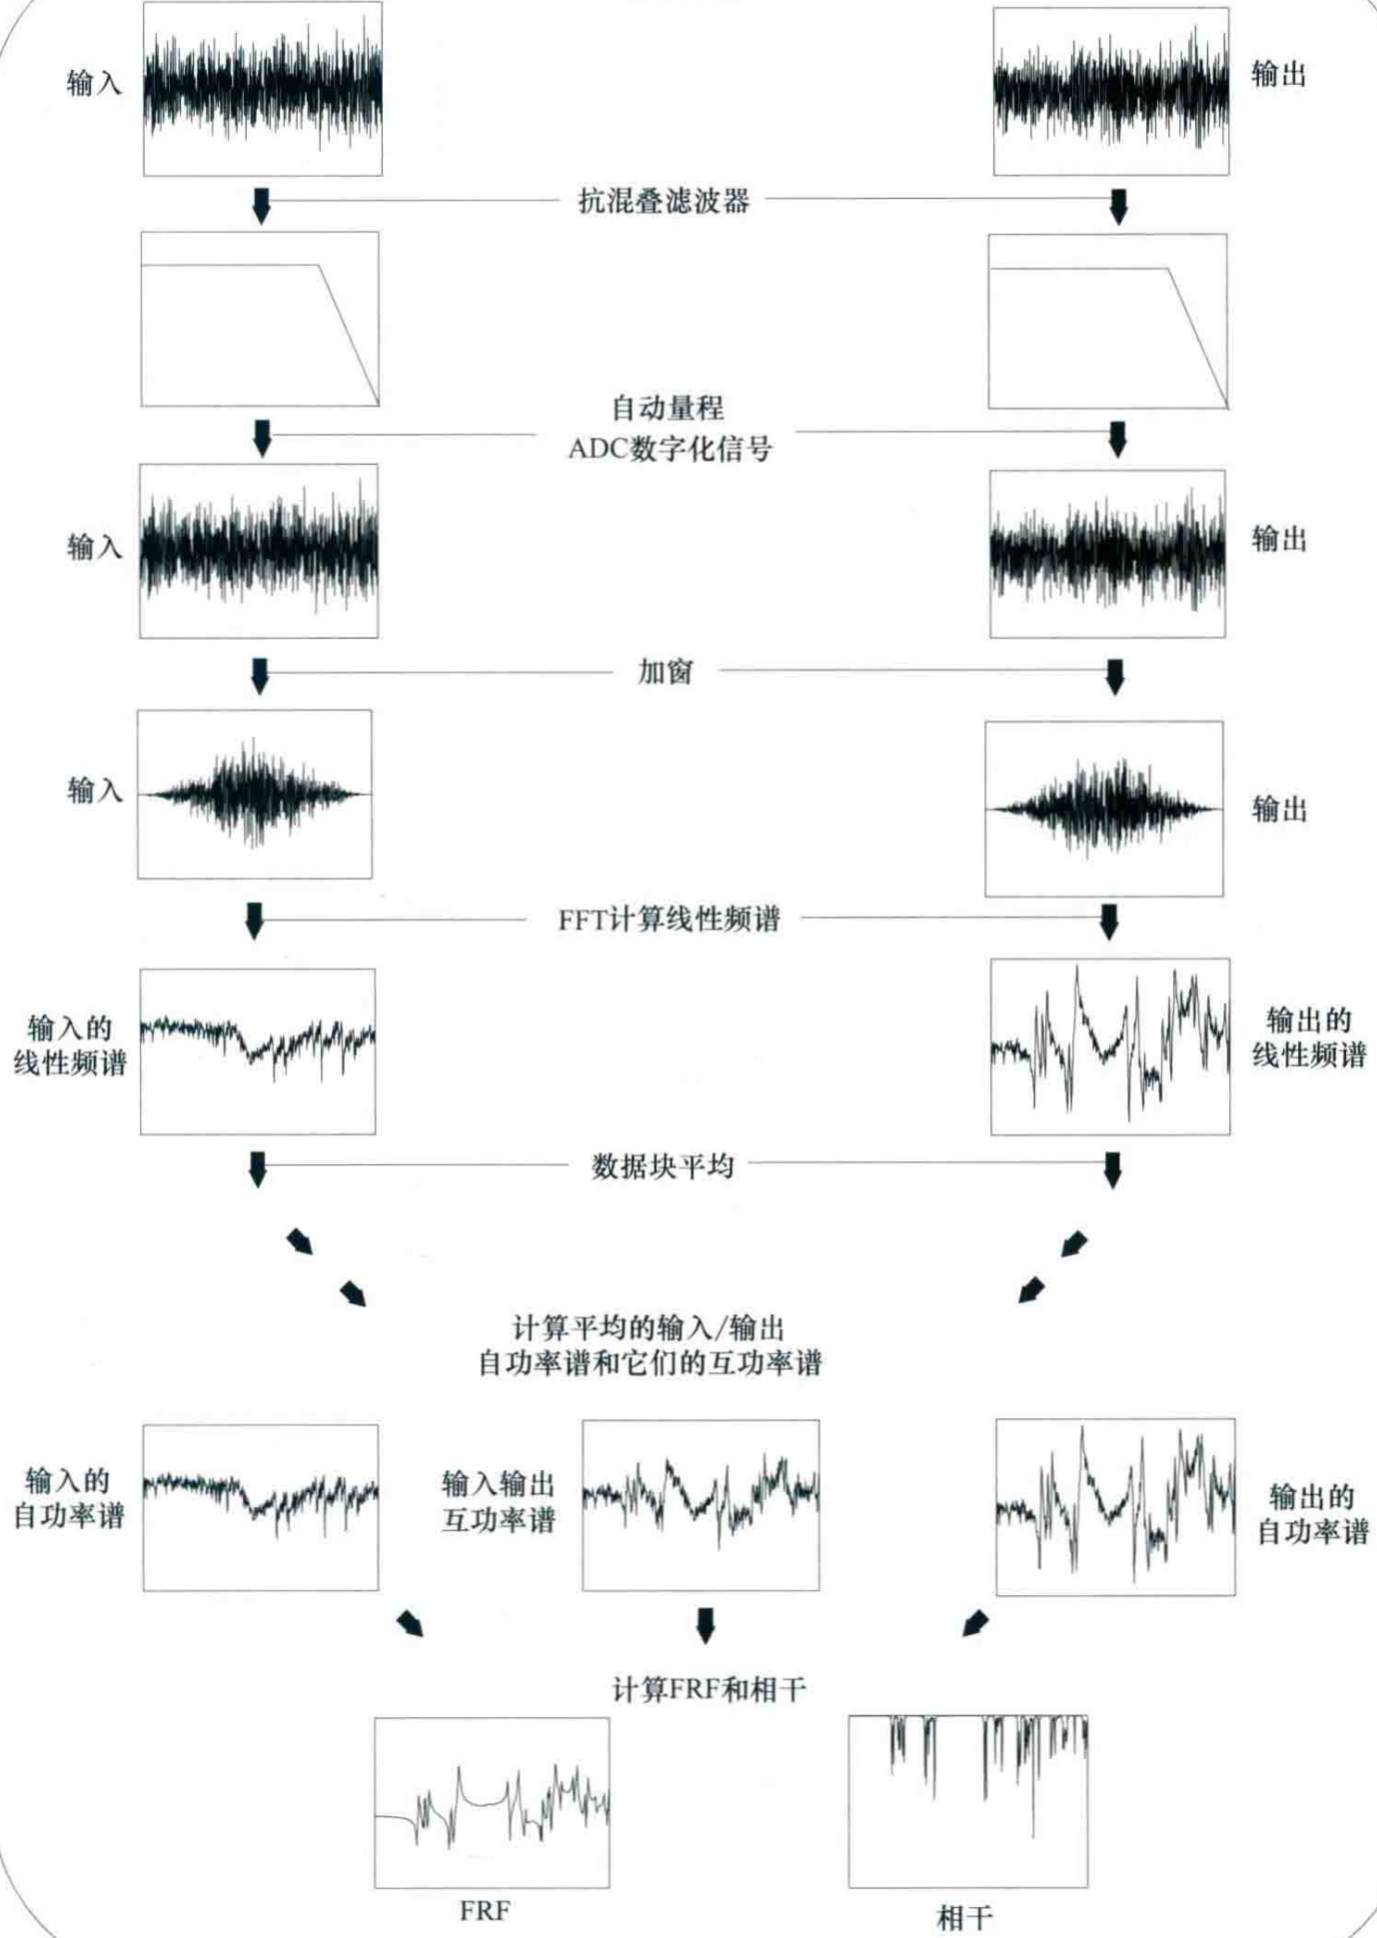 输入
输出
抗混叠滤波器
自动量程
ADC数字化信号
输入
输出
加窗
输入
输出
FFT计算线性频谱
输入的
线性频谱
输出的
线性频谱
数据块平均
计算平均的输入/输出
自功率谱和它们的互功率谱
输入的
自功率谱
输入输出
互功率谱
输出的
自功率谱
计算FRF和相干
FRF
相干